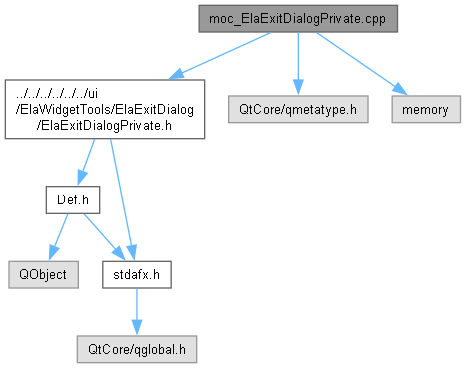 moc_ElaExitDialogPrivate.cpp
../../../../../../../ui
/ElaWidgetTools/ElaExitDialog
/ElaExitDialogPrivate.h
QtCore/qmetatype.h
memory
Def.h
QObject
stdafx.h
QtCore/qglobal.h